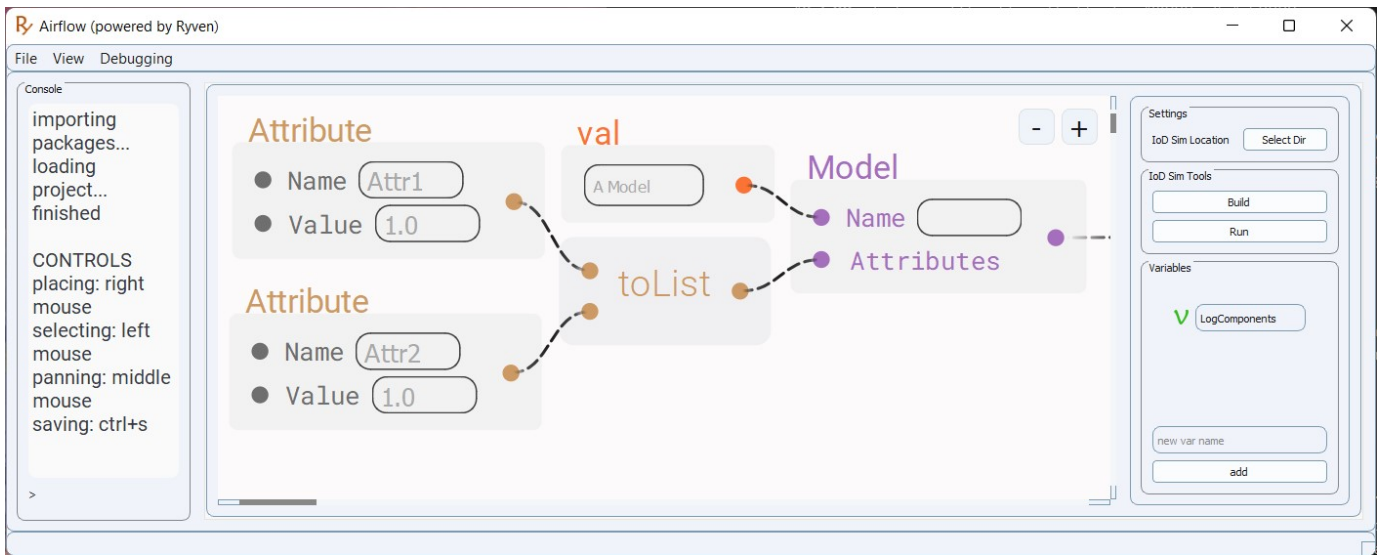 Ry Airflow (powered by Ryven)
File View Debugging
Console
importing
packages...
loading
project...
finished
CONTROLS
placing: right
mouse
selecting: left
mouse
panning: middle
mouse
saving: ctrl+s
>
Attribute
Name Attr1
Value 1.0
Attribute
Name Attr2
Value 1.0
val
A Model
toList
- +
Model
Name
Attributes
Settings
IoD Sim Location Select Dir
IoD Sim Tools
Build
Run
Variables
V LogComponents
new var name
add